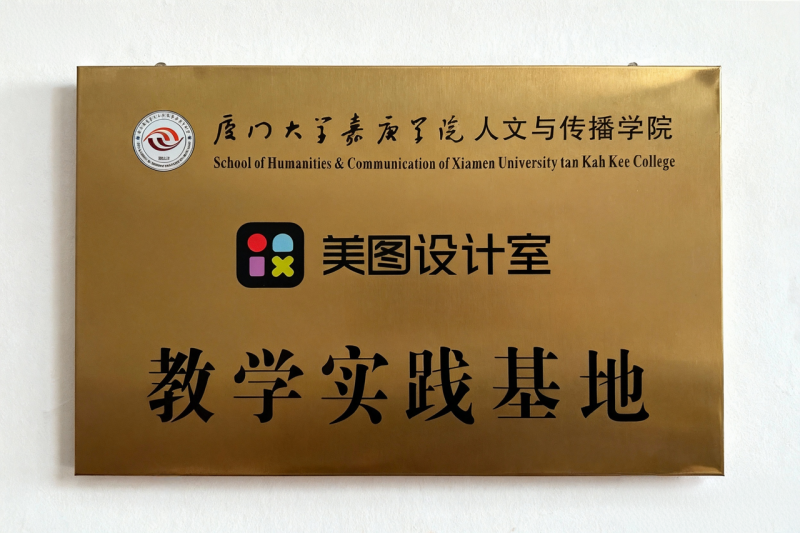 厦门大学嘉庚学院 人文与传播学院
School of Humanities & Communication of Xiamen University tan Kah Kee College
美图设计室
教学实践基地